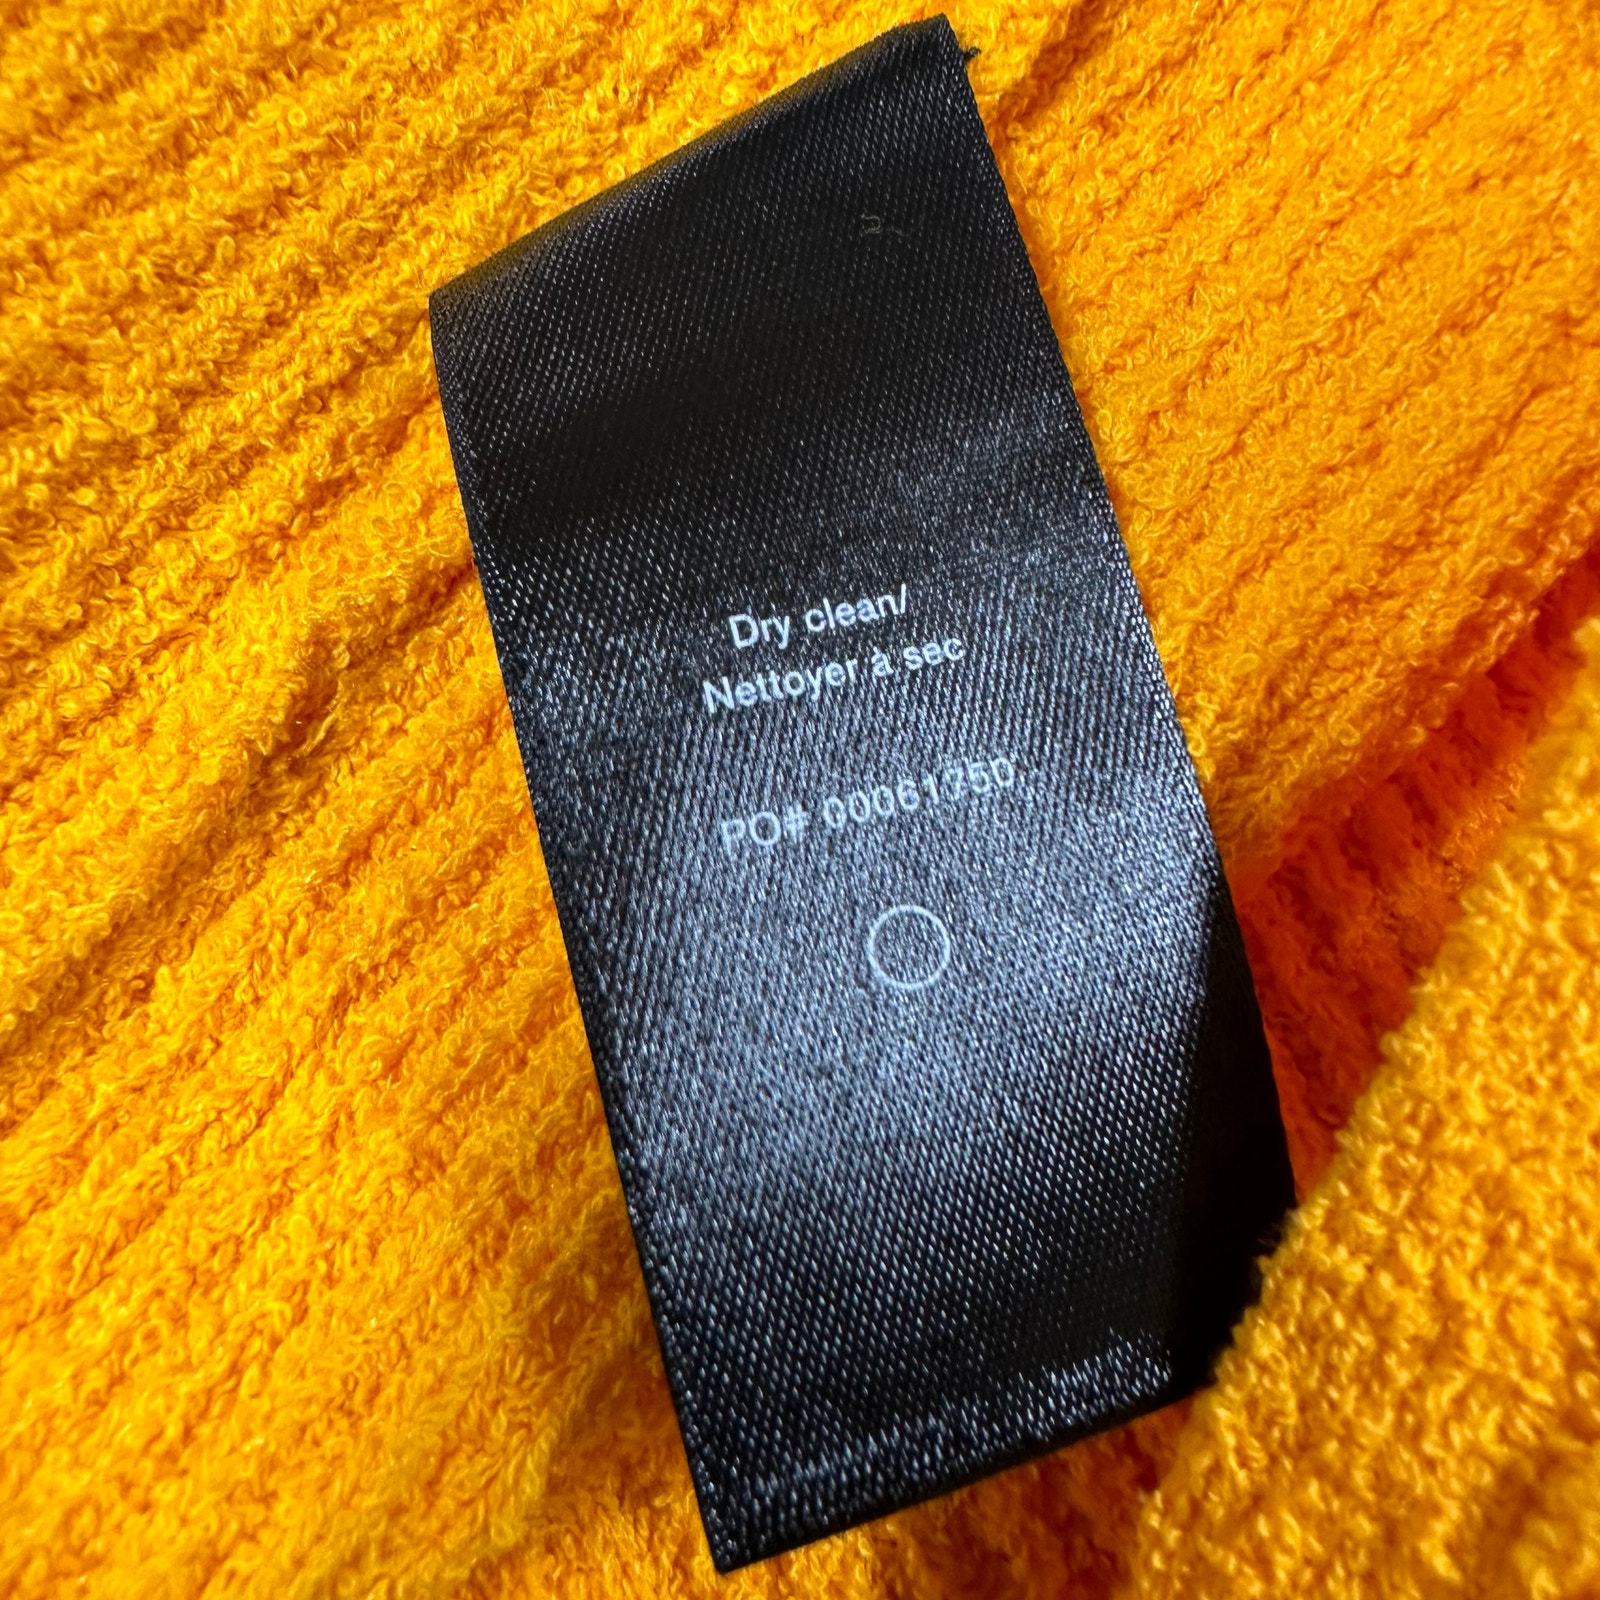 Dry clean/
Nettoyer à sec
PO# 00061750